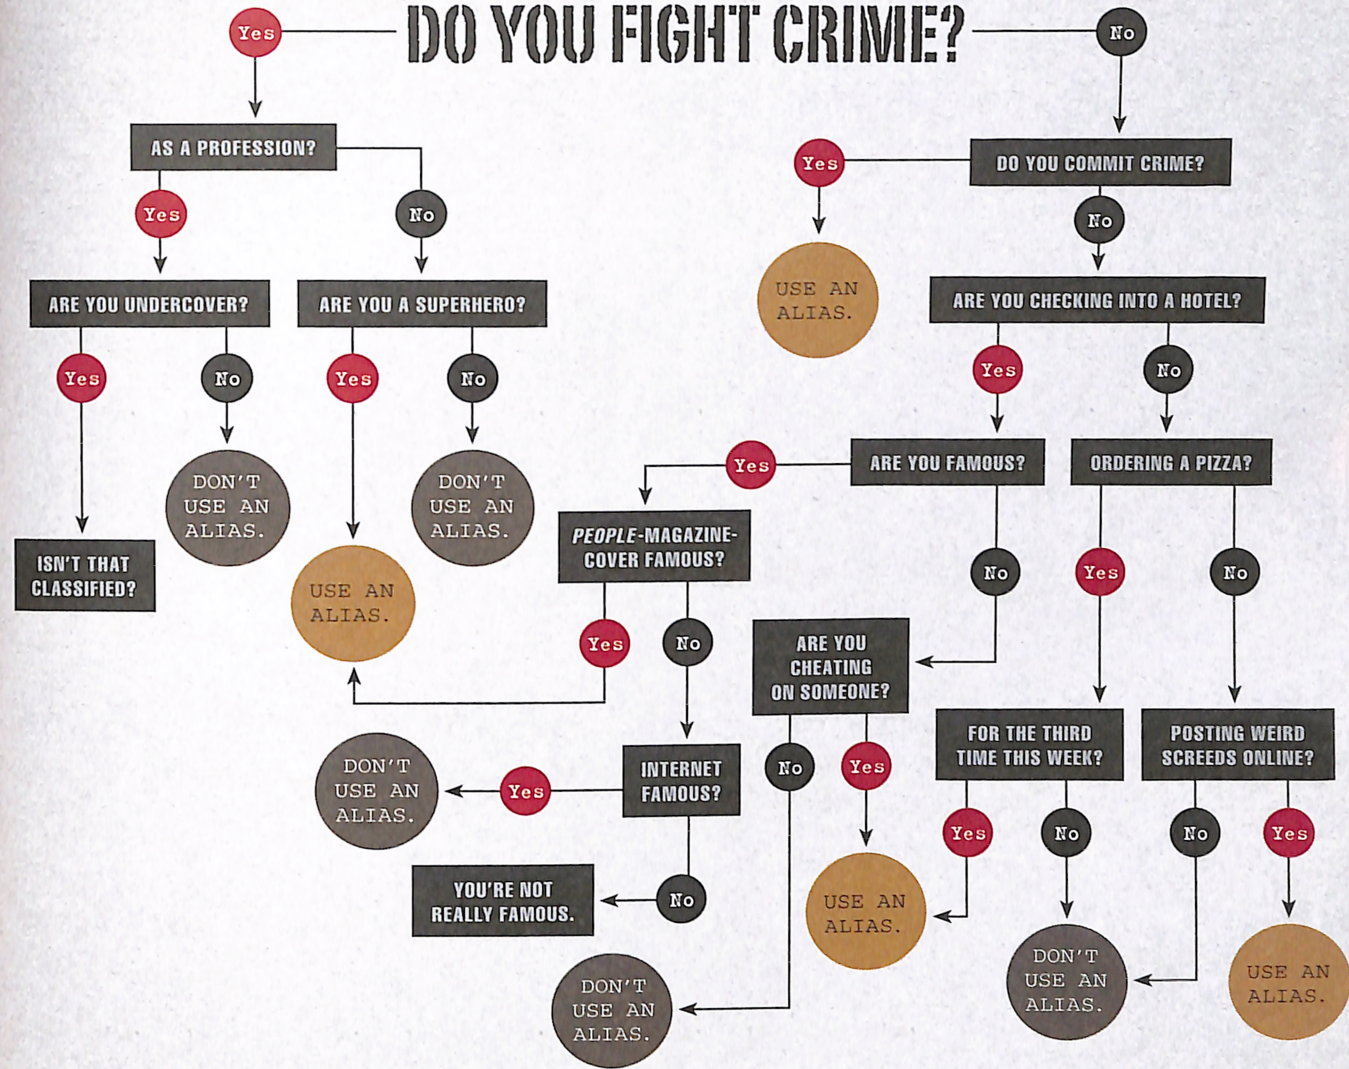 Yes
DO YOU FIGHT CRIME?
No
AS A PROFESSION?
Yes
DO YOU COMMIT CRIME?
Yes
No
No
ARE YOU UNDERCOVER?
ARE YOU A SUPERHERO?
USE AN
ALIAS.
ARE YOU CHECKING INTO A HOTEL?
Yes
No
Yes
No
Yes
No
DON'T
USE AN
ALIAS.
DON'T
USE AN
ALIAS.
Yes
ARE YOU FAMOUS?
ORDERING A PIZZA?
ISN'T THAT
CLASSIFIED?
USE AN
ALIAS.
PEOPLE-MAGAZINE-
COVER FAMOUS?
No
Yes
No
Yes
No
ARE YOU
CHEATING
ON SOMEONE?
FOR THE THIRD
TIME THIS WEEK?
POSTING WEIRD
SCREEDS ONLINE?
DON'T
USE AN
ALIAS.
Yes
INTERNET
FAMOUS?
No
Yes
Yes
No
No
Yes
YOU'RE NOT
REALLY FAMOUS.
No
USE AN
ALIAS.
DON'T
USE AN
ALIAS.
DON'T
USE AN
ALIAS.
USE AN
ALIAS.